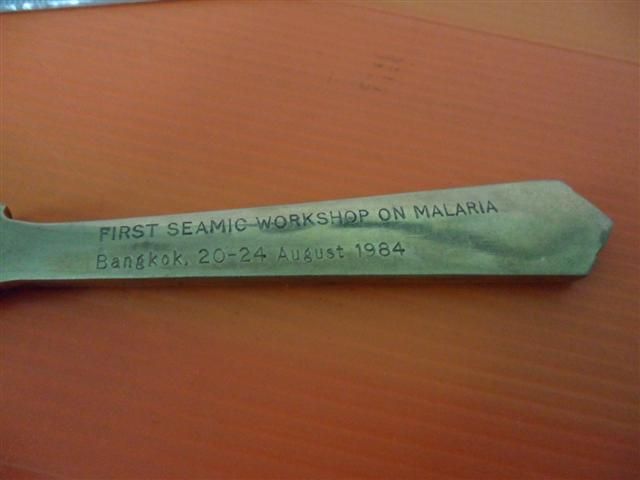 FIRST SEAMIC WORKSHOP ON MALARIA
Bangkok, 20-24 August 1984